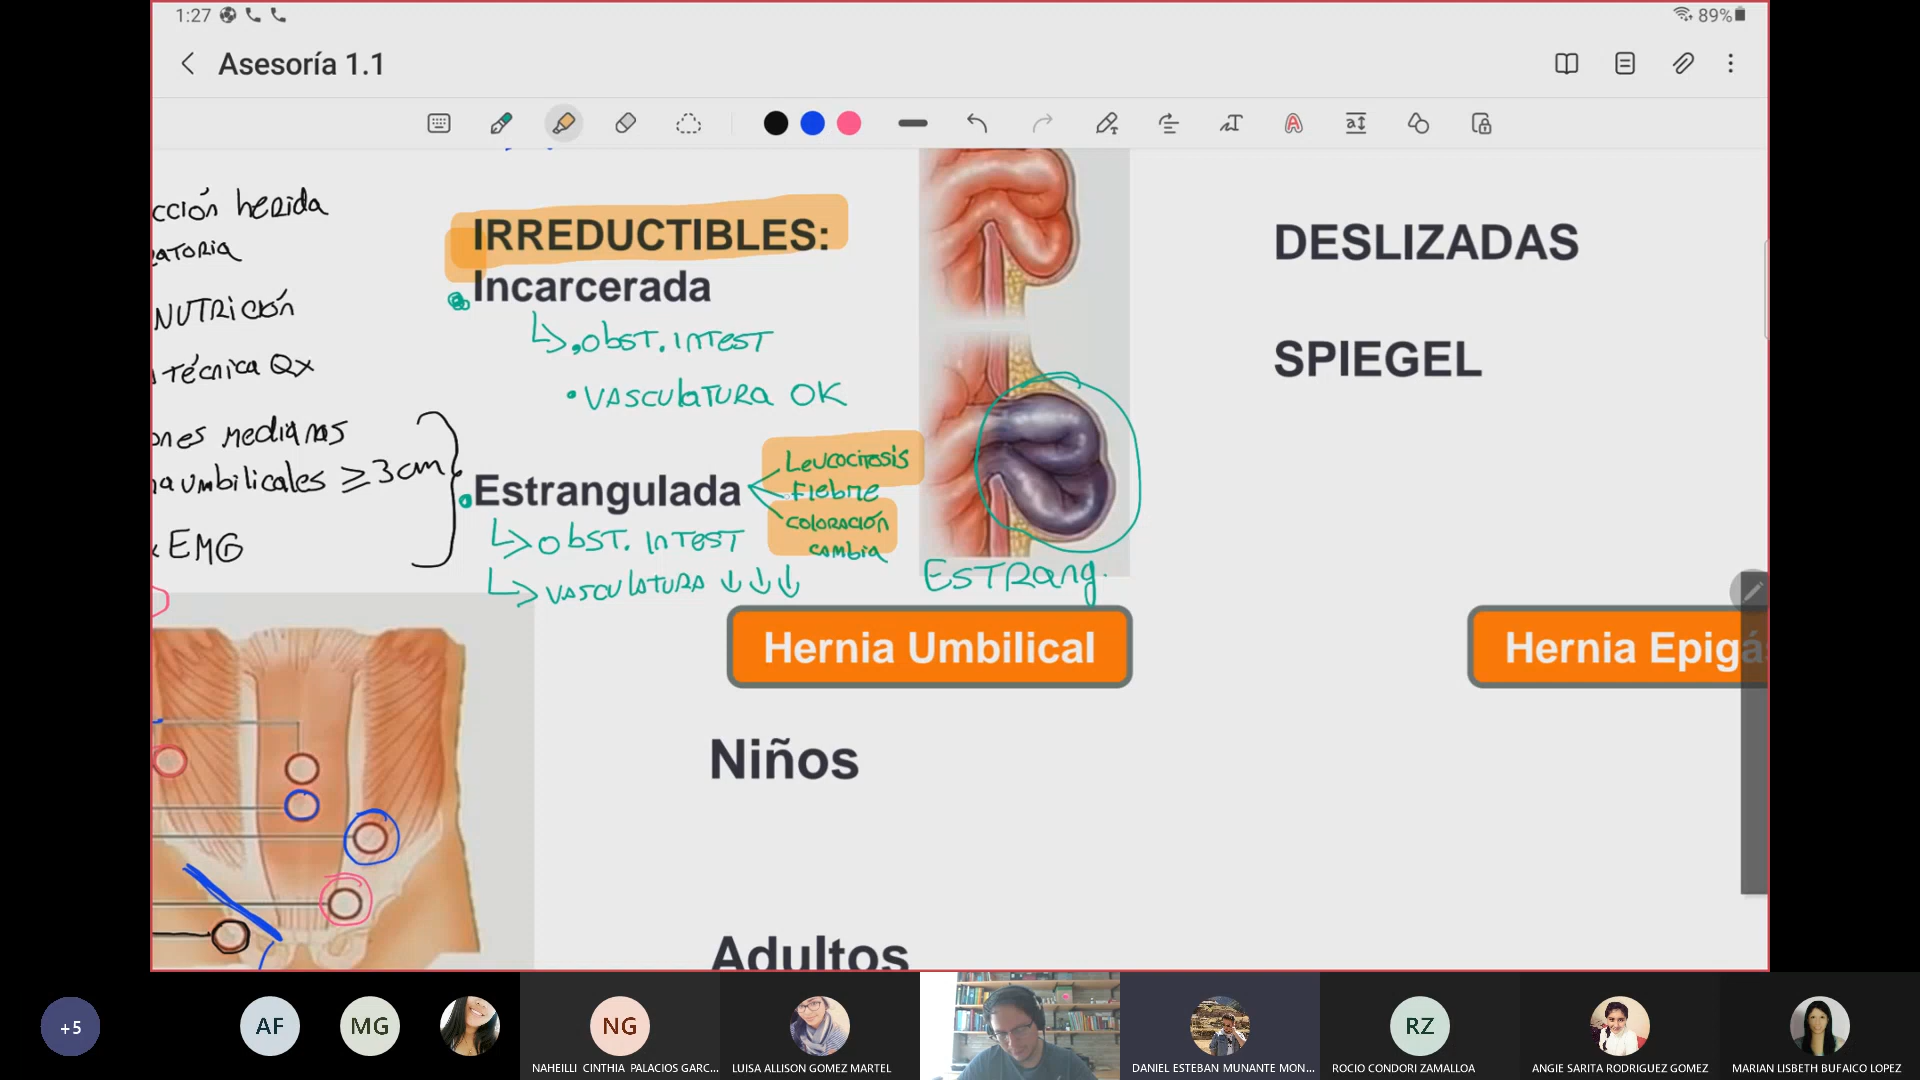 1:27
89%
Asesoría 1.1
cción herida
NUTRICIÓN
técnica Qx
ones medianas
umbilicales ≥ 3cm
EMG
IRREDUCTIBLES:
Incarcerada
obst. intest
VASCULATURA OK
Estrangulada
Leucocitosis
Fiebre
COLORACIÓN
cambia
obst. intest
VASCULATURA ↓↓↓
ESTRANG.
DESLIZADAS
SPIEGEL
Hernia Umbilical
Hernia Epigá
Niños
Adultos
+5
AF
MG
NG
RZ
NAHEILLI CINTHIA PALACIOS GARC...
LUISA ALLISON GOMEZ MARTEL
DANIEL ESTEBAN MUNANTE MON...
ROCIO CONDORI ZAMALLOA
ANGIE SARITA RODRIGUEZ GOMEZ
MARIAN LISBETH BUFAICO LOPEZ